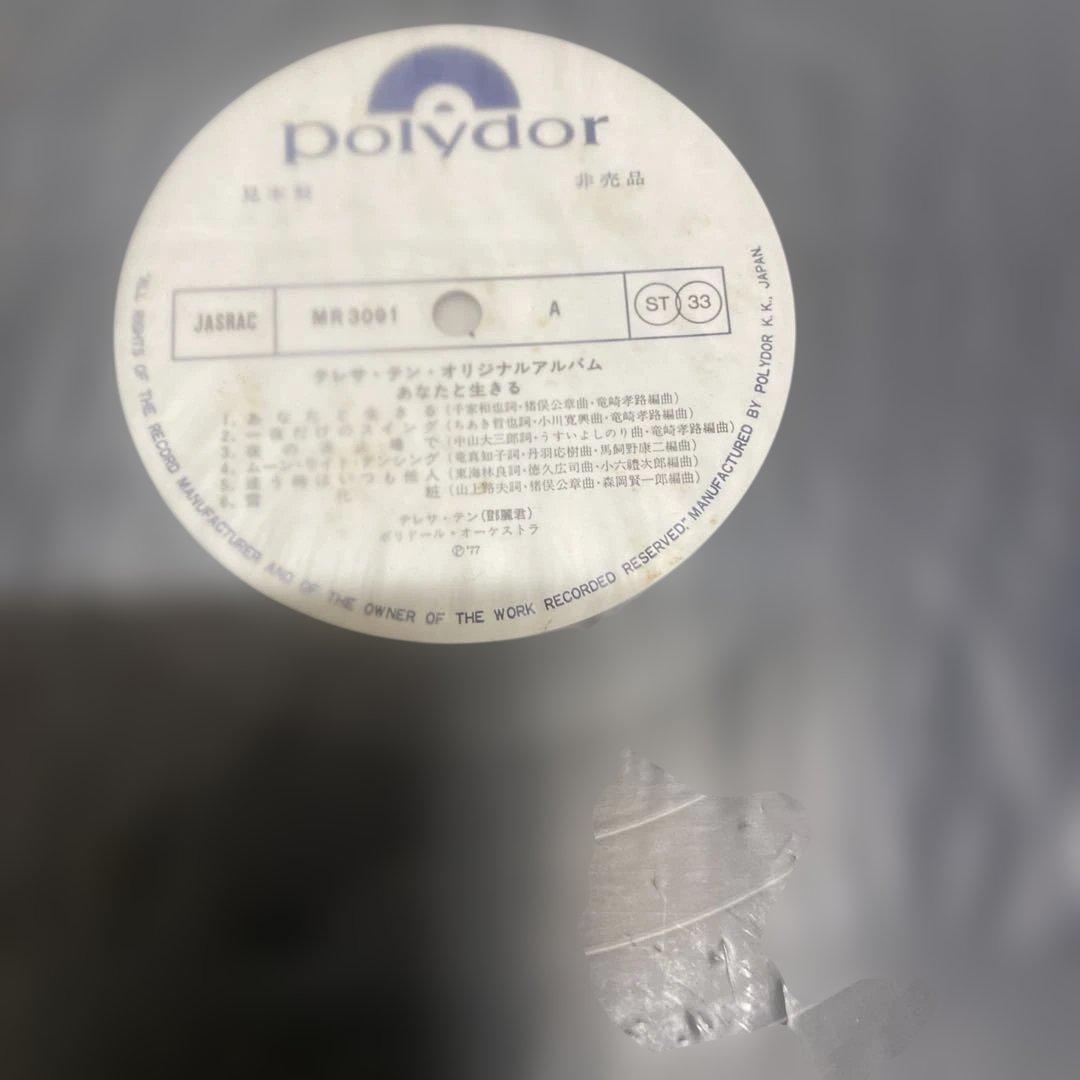 polydor
見本盤 非売品
JASRAC MR 3091 A ST 33
テレサ・テン・オリジナルアルバム
あなたと生きる
1. あなたと生きる (千家和也詞・猪俣公章曲・竜崎孝路編曲)
2. 一夜だけのスイング (ちあき哲也詞・小川寛興曲・竜崎孝路編曲)
3. 夜の で (中山大三郎詞・うすいよしのり曲・竜崎孝路編曲)
4. ムーン・ライト・テンシング (竜真知子詞・丹羽応樹曲・馬飼野康二編曲)
5. 逢う時はいつも他人 (東海林良詞・徳久広司曲・小六禮次郎編曲)
6. 雪化粧 (山上路夫詞・猪俣公章曲・森岡賢一郎編曲)
テレサ・テン(鄧麗君)
ポリドール・オーケストラ
Ⓟ'77
"ALL RIGHTS OF THE RECORD MANUFACTURER AND OF THE OWNER OF THE WORK RECORDED RESERVED." MANUFACTURED BY POLYDOR K.K., JAPAN.